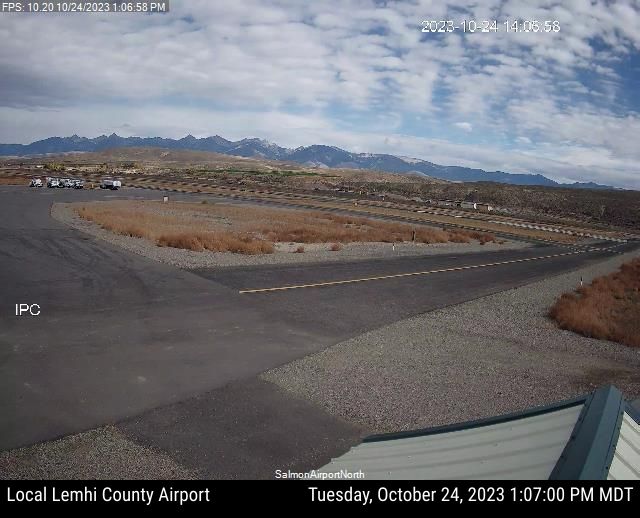 FPS: 10.20 10/24/2023 1:06:58 PM
2023-10-24 14:06:58
IPC
SalmonAirportNorth
Local Lemhi County Airport Tuesday, October 24, 2023 1:07:00 PM MDT